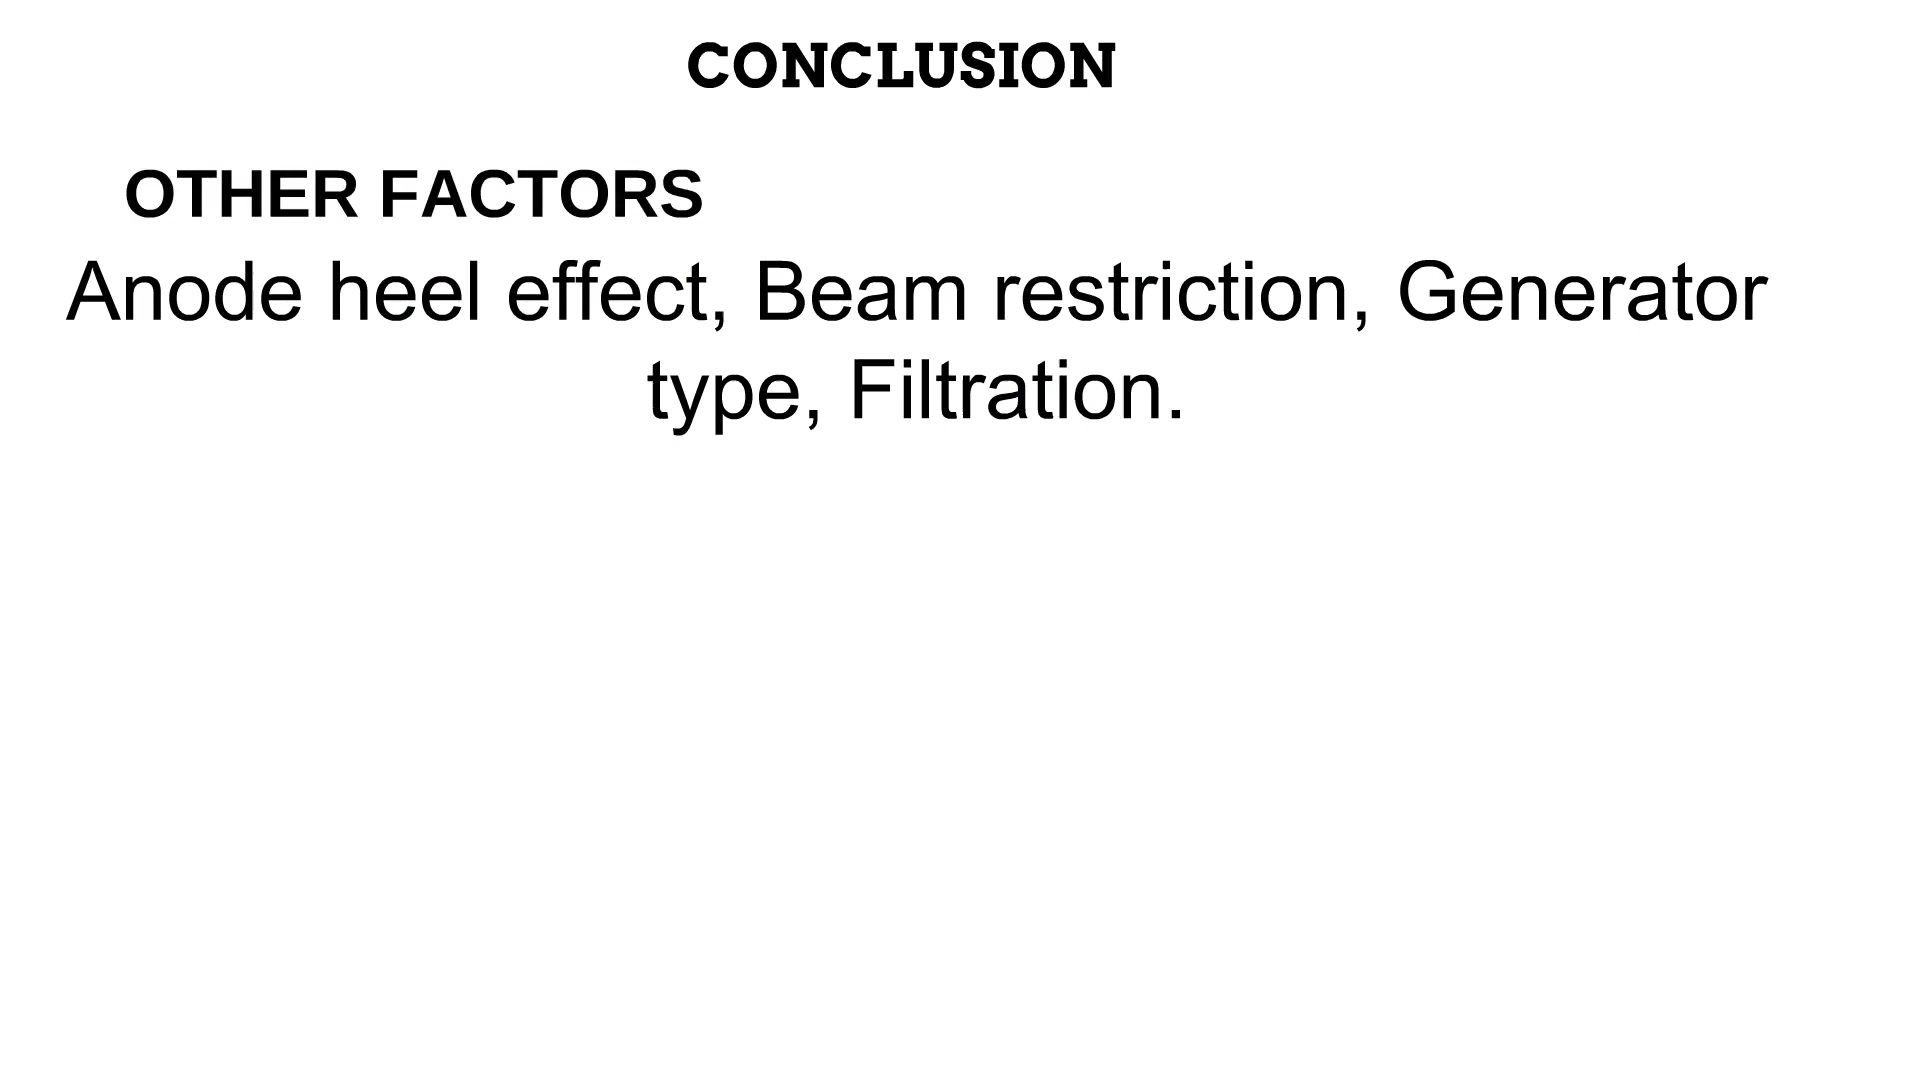 CONCLUSION
OTHER FACTORS
Anode heel effect, Beam restriction, Generator
type, Filtration.